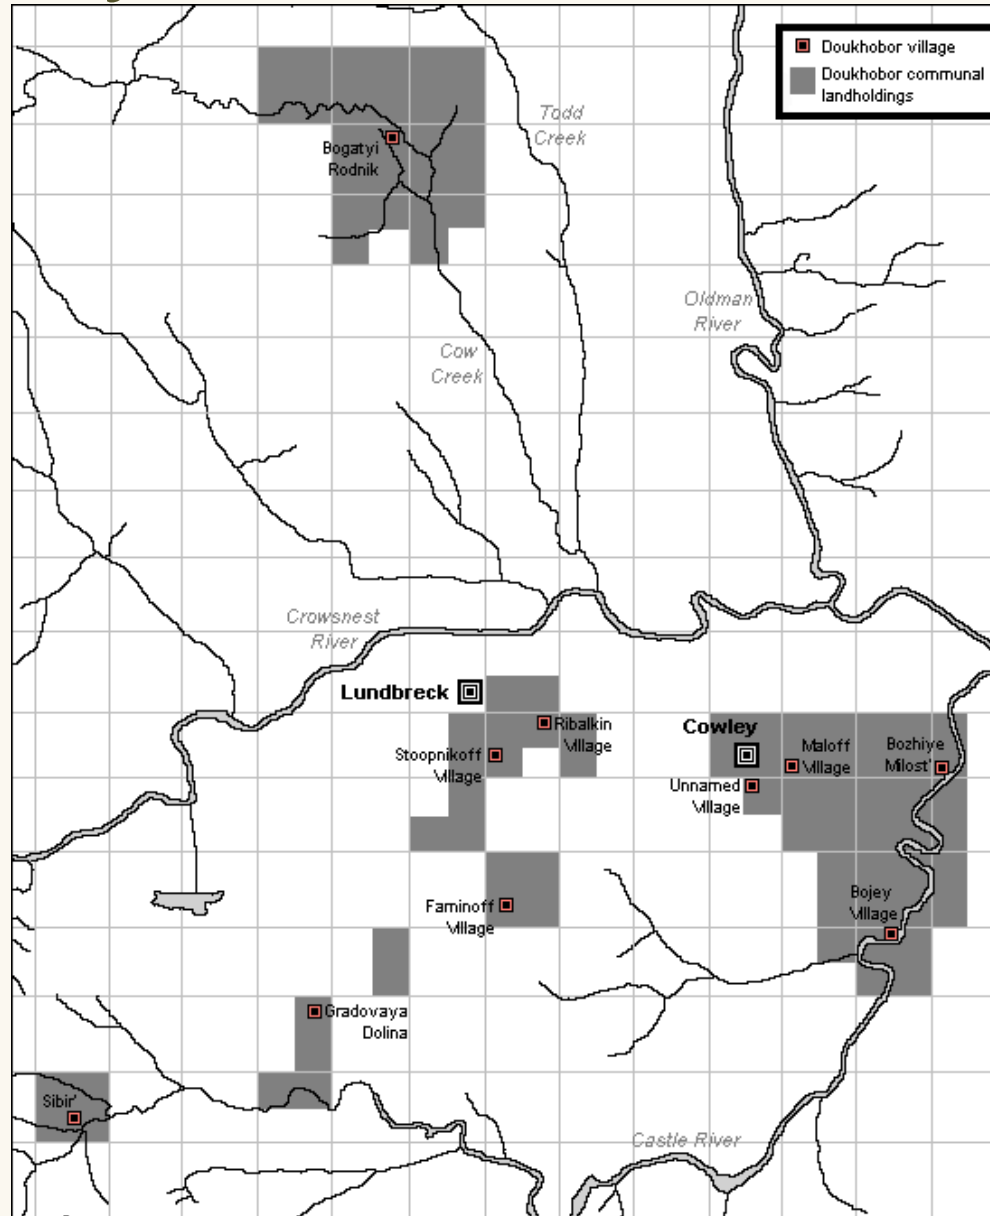 Doukhobor village
Doukhobor communal
landholdings
Todd
Creek
Bogatyi
Rodnik
Oldman
River
Cow
Creek
Crowsnest
River
Lundbreck
Ribalkin
Village
Stoopnikoff
Village
Cowley
Maloff
Village
Bozhiye
Milost'
Unnamed
Village
Bojey
Village
Faminoff
Village
Gradovaya
Dolina
Sibir'
Castle River